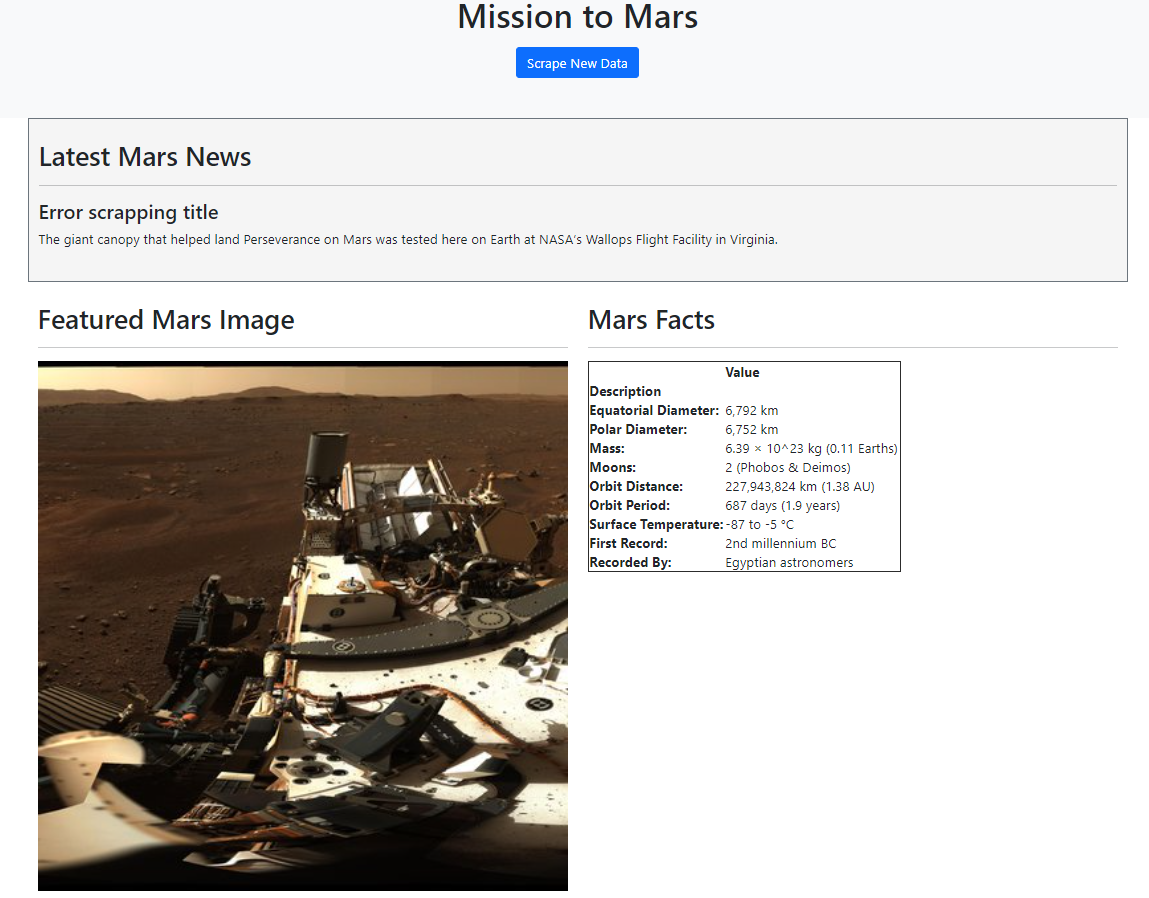 Mission to Mars
Scrape New Data
Latest Mars News
Error scrapping title
The giant canopy that helped land Perseverance on Mars was tested here on Earth at NASA's Wallops Flight Facility in Virginia.
Featured Mars Image
Mars Facts
Value
Description
Equatorial Diameter: 6,792 km
Polar Diameter: 6,752 km
Mass: 6.39 × 10^23 kg (0.11 Earths)
Moons: 2 (Phobos & Deimos)
Orbit Distance: 227,943,824 km (1.38 AU)
Orbit Period: 687 days (1.9 years)
Surface Temperature: -87 to -5 °C
First Record: 2nd millennium BC
Recorded By: Egyptian astronomers